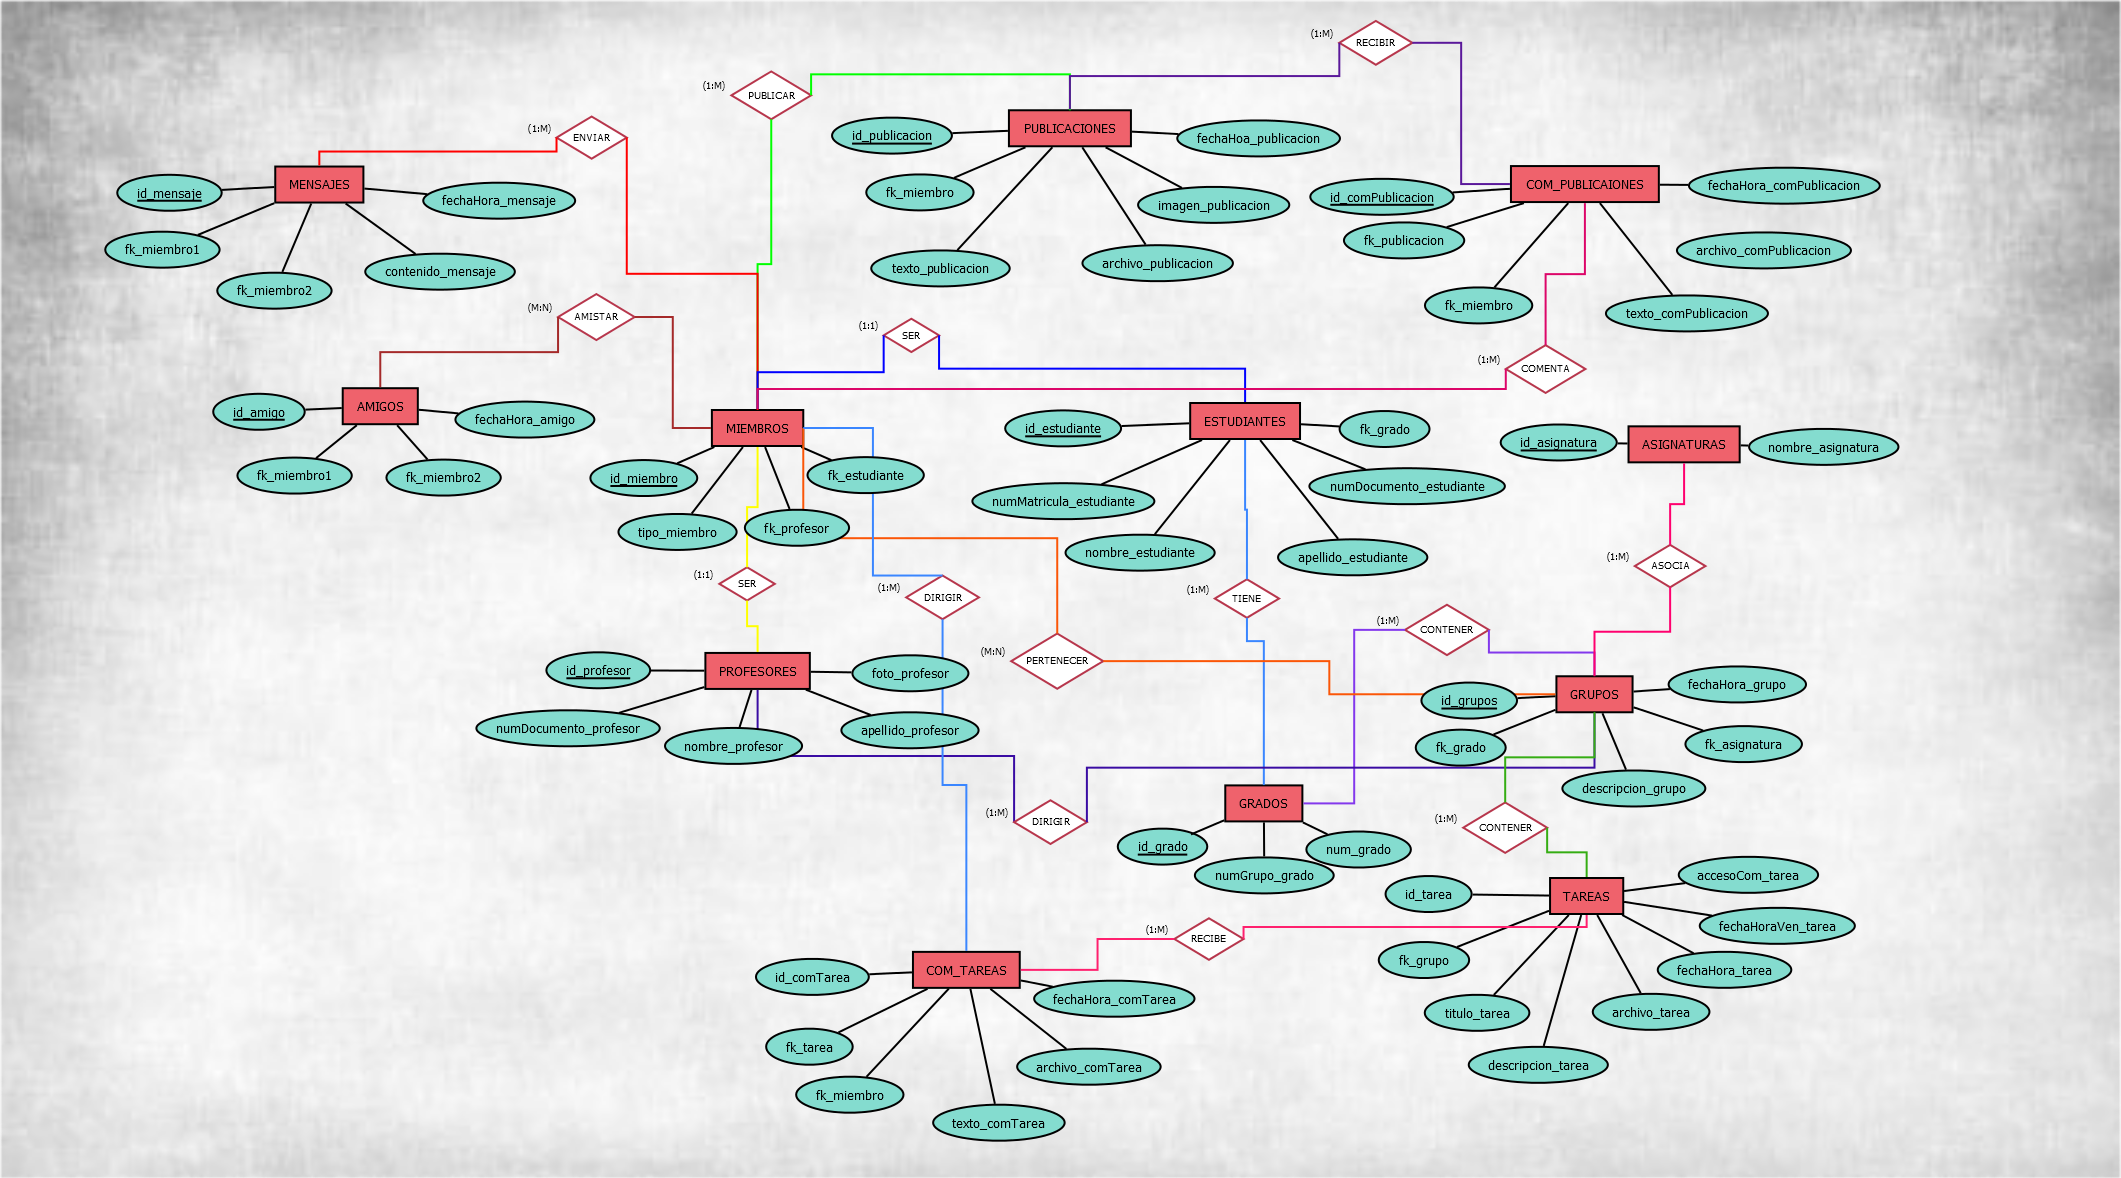 (1:M)
RECIBIR
(1:M)
PUBLICAR
PUBLICACIONES
id_publicacion
fechaHoa_publicacion
fk_miembro
imagen_publicacion
texto_publicacion
archivo_publicacion
(1:M)
ENVIAR
MENSAJES
id_mensaje
fechaHora_mensaje
fk_miembro1
contenido_mensaje
fk_miembro2
COM_PUBLICAIONES
id_comPublicacion
fechaHora_comPublicacion
fk_publicacion
archivo_comPublicacion
fk_miembro
texto_comPublicacion
(M:N)
AMISTAR
(1:1)
SER
(1:M)
COMENTA
AMIGOS
id_amigo
fechaHora_amigo
fk_miembro1
fk_miembro2
MIEMBROS
id_miembro
fk_estudiante
tipo_miembro
fk_profesor
ESTUDIANTES
id_estudiante
fk_grado
numMatricula_estudiante
numDocumento_estudiante
nombre_estudiante
apellido_estudiante
ASIGNATURAS
id_asignatura
nombre_asignatura
(1:1)
SER
(1:M)
DIRIGIR
(1:M)
TIENE
(1:M)
ASOCIA
(1:M)
CONTENER
(M:N)
PERTENECER
PROFESORES
id_profesor
foto_profesor
numDocumento_profesor
nombre_profesor
apellido_profesor
GRUPOS
id_grupos
fechaHora_grupo
fk_grado
fk_asignatura
descripcion_grupo
(1:M)
DIRIGIR
GRADOS
id_grado
num_grado
numGrupo_grado
(1:M)
CONTENER
TAREAS
id_tarea
accesoCom_tarea
fechaHoraVen_tarea
fk_grupo
fechaHora_tarea
titulo_tarea
archivo_tarea
descripcion_tarea
(1:M)
RECIBE
COM_TAREAS
id_comTarea
fechaHora_comTarea
fk_tarea
archivo_comTarea
fk_miembro
texto_comTarea